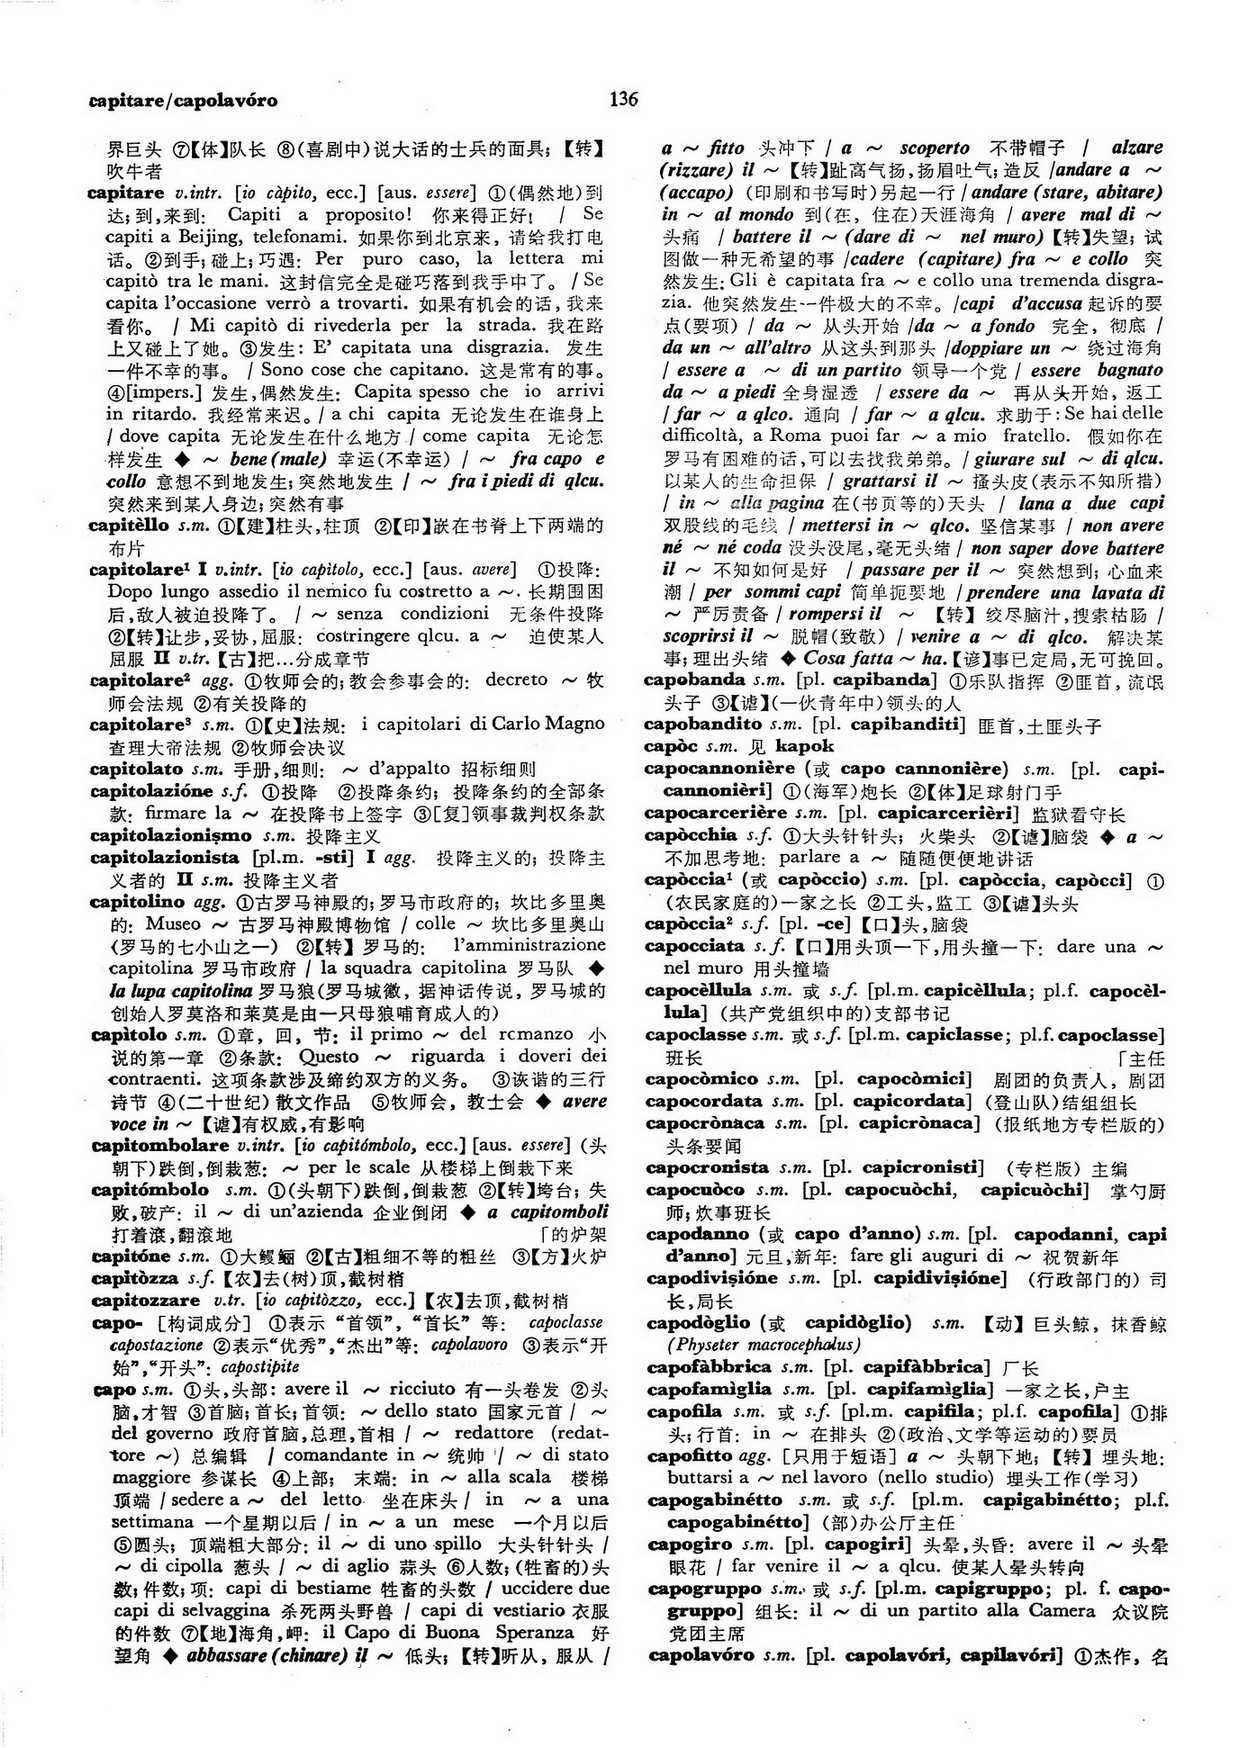 capitare/capolavóro
136
界巨头 ⑦【体】队长 ⑧(喜剧中)说大话的士兵的面具; 【转】
吹牛者
capitare v.intr. [io càpito, ecc.] [aus. essere] ①(偶然地)到
达;到,来到: Capiti a proposito! 你来得正好! / Se
capiti a Beijing, telefonami. 如果你到北京来, 请给我打电
话。②到手;碰上;巧遇: Per puro caso, la lettera mi
capitò tra le mani. 这封信完全是碰巧落到我手中了。/ Se
capita l'occasione verrò a trovarti. 如果有机会的话,我来
看你。 / Mi capitò di rivederla per la strada. 我在路
上又碰上了她。③发生: E' capitata una disgrazia. 发生
一件不幸的事。 / Sono cose che capitano. 这是常有的事。
④[impers.] 发生,偶然发生: Capita spesso che io arrivi
in ritardo. 我经常来迟。/ a chi capita 无论发生在谁身上
/ dove capita 无论发生在什么地方 / come capita 无论怎
样发生 ◆ ~ bene (male) 幸运(不幸运) / ~ fra capo e
collo 意想不到地发生;突然地发生 / ~ fra i piedi di qlcu.
突然来到某人身边;突然有事
capitèllo s.m. ①【建】柱头,柱顶 ②【印】嵌在书脊上下两端的
布片
capitolare¹ I v.intr. [io capìtolo, ecc.] [aus. avere] ①投降:
Dopo lungo assedio il nemico fu costretto a ~. 长期围困
后,敌人被迫投降了。 / ~ senza condizioni 无条件投降
②【转】让步,妥协,屈服: costringere qlcu. a ~ 迫使某人
屈服 II v.tr. 【古】把…分成章节
capitolare² agg. ①牧师会的;教会参事会的: decreto ~ 牧
师会法规 ②有关投降的
capitolare³ s.m. ①【史】法规: i capitolari di Carlo Magno
查理大帝法规 ②牧师会决议
capitolato s.m. 手册,细则: ~ d'appalto 招标细则
capitolazióne s.f. ①投降 ②投降条约; 投降条约的全部条
款: firmare la ~ 在投降书上签字 ③[复]领事裁判权条款
capitolazionismo s.m. 投降主义
capitolazionista [pl.m. -sti] I agg. 投降主义的; 投降主
义者的 II s.m. 投降主义者
capitolino agg. ①古罗马神殿的;罗马市政府的; 坎比多里奥
的: Museo ~ 古罗马神殿博物馆 / colle ~ 坎比多里奥山
(罗马的七小山之一) ②【转】罗马的: l'amministrazione
capitolina 罗马市政府 / la squadra capitolina 罗马队 ◆
la lupa capitolina 罗马狼(罗马城徽, 据神话传说, 罗马城的
创始人罗莫洛和莱莫是由一只母狼哺育成人的)
capìtolo s.m. ①章, 回, 节: il primo ~ del romanzo 小
说的第一章 ②条款: Questo ~ riguarda i doveri dei
contraenti. 这项条款涉及缔约双方的义务。 ③诙谐的三行
诗节 ④(二十世纪) 散文作品 ⑤牧师会, 教士会 ◆ avere
voce in ~ 【谑】有权威,有影响
capitombolare v.intr. [io capitómbolo, ecc.] [aus. essere] (头
朝下)跌倒,倒栽葱: ~ per le scale 从楼梯上倒栽下来
capitómbolo s.m. ①(头朝下)跌倒,倒栽葱 ②【转】垮台; 失
败,破产: il ~ di un'azienda 企业倒闭 ◆ a capitomboli
打着滚,翻滚地 「的炉架
capitóne s.m. ①大鳗鲡 ②【古】粗细不等的粗丝 ③【方】火炉
capitòzza s.f. 【农】去(树)顶,截树梢
capitozzare v.tr. [io capitòzzo, ecc.] 【农】去顶,截树梢
capo- [构词成分] ①表示 “首领”, “首长” 等: capoclasse
capostazione ②表示“优秀”,“杰出”等: capolavoro ③表示“开
始”,“开头”: capostipite
capo s.m. ①头,头部: avere il ~ ricciuto 有一头卷发 ②头
脑,才智 ③首脑;首长;首领: ~ dello stato 国家元首 / ~
del governo 政府首脑,总理,首相 / ~ redattore (redat-
tore ~) 总编辑 / comandante in ~ 统帅 / ~ di stato
maggiore 参谋长 ④上部; 末端: in ~ alla scala 楼梯
顶端 / sedere a ~ del letto 坐在床头 / in ~ a una
settimana 一个星期以后 / in ~ a un mese 一个月以后
⑤圆头; 顶端粗大部分: il ~ di uno spillo 大头针针头 /
~ di cipolla 葱头 / ~ di aglio 蒜头 ⑥人数;(牲畜的)头
数;件数;项: capi di bestiame 牲畜的头数 / uccidere due
capi di selvaggina 杀死两头野兽 / capi di vestiario 衣服
的件数 ⑦【地】海角,岬: il Capo di Buona Speranza 好
望角 ◆ abbassare (chinare) il ~ 低头; 【转】听从, 服从 /
a ~ fitto 头冲下 / a ~ scoperto 不带帽子 / alzare
(rizzare) il ~ 【转】趾高气扬,扬眉吐气;造反 /andare a ~
(accapo) (印刷和书写时)另起一行 / andare (stare, abitare)
in ~ al mondo 到(在, 住在)天涯海角 / avere mal di ~
头痛 / battere il ~ (dare di ~ nel muro) 【转】失望; 试
图做一种无希望的事 /cadere (capitare) fra ~ e collo 突
然发生: Gli è capitata fra ~ e collo una tremenda disgra-
zia. 他突然发生一件极大的不幸。/capi d'accusa 起诉的要
点(要项) / da ~ 从头开始 /da ~ a fondo 完全, 彻底 /
da un ~ all'altro 从这头到那头 /doppiare un ~ 绕过海角
/ essere a ~ di un partito 领导一个党 / essere bagnato
da ~ a piedi 全身湿透 / essere da ~ 再从头开始, 返工
/ far ~ a qlco. 通向 / far ~ a qlcu. 求助于: Se hai delle
difficoltà, a Roma puoi far ~ a mio fratello. 假如你在
罗马有困难的话,可以去找我弟弟。/ giurare sul ~ di qlcu.
以某人的生命担保 / grattarsi il ~ 搔头皮(表示不知所措)
/ in ~ alla pagina 在(书页等的)天头 / lana a due capi
双股线的毛线 / mettersi in ~ qlco. 坚信某事 / non avere
né ~ né coda 没头没尾,毫无头绪 / non saper dove battere
il ~ 不知如何是好 / passare per il ~ 突然想到; 心血来
潮 / per sommi capi 简单扼要地 / prendere una lavata di
~ 严厉责备 / rompersi il ~ 【转】 绞尽脑汁,搜索枯肠 /
scoprirsi il ~ 脱帽(致敬) / venire a ~ di qlco. 解决某
事;理出头绪 ◆ Cosa fatta ~ ha. 【谚】事已定局,无可挽回。
capobanda s.m. [pl. capibanda] ①乐队指挥 ②匪首, 流氓
头子 ③【谑】(一伙青年中)领头的人
capobandito s.m. [pl. capibanditi] 匪首,土匪头子
capòc s.m. 见 kapok
capocannonière (或 capo cannonière) s.m. [pl. capi-
cannonièri] ①(海军)炮长 ②【体】足球射门手
capocarcerière s.m. [pl. capicarcerièri] 监狱看守长
capòcchia s.f. ①大头针针头; 火柴头 ②【谑】脑袋 ◆ a ~
不加思考地: parlare a ~ 随随便便地讲话
capòccia¹ (或 capòccio) s.m. [pl. capòccia, capòcci] ①
(农民家庭的)一家之长 ②工头,监工 ③【谑】头头
capòccia² s.f. [pl. -ce] 【口】头,脑袋
capocciata s.f. 【口】用头顶一下,用头撞一下: dare una ~
nel muro 用头撞墙
capocèllula s.m. 或 s.f. [pl.m. capicèllula; pl.f. capocèl-
lula] (共产党组织中的)支部书记
capoclasse s.m. 或 s.f. [pl.m. capiclasse; pl.f. capoclasse]
班长 「主任
capocòmico s.m. [pl. capocòmici] 剧团的负责人, 剧团
capocordata s.m. [pl. capicordata] (登山队)结组组长
capocrònaca s.m. [pl. capicrònaca] (报纸地方专栏版的)
头条要闻
capocronista s.m. [pl. capicronisti] (专栏版) 主编
capocuòco s.m. [pl. capocuòchi, capicuòchi] 掌勺厨
师;炊事班长
capodanno (或 capo d'anno) s.m. [pl. capodanni, capi
d'anno] 元旦,新年: fare gli auguri di ~ 祝贺新年
capodivisióne s.m. [pl. capidivisióne] (行政部门的) 司
长,局长
capodòglio (或 capidòglio) s.m. 【动】巨头鲸, 抹香鲸
(Physeter macrocephalus)
capofàbbrica s.m. [pl. capifàbbrica] 厂长
capofamìglia s.m. [pl. capifamìglia] 一家之长,户主
capofila s.m. 或 s.f. [pl.m. capifila; pl.f. capofila] ①排
头;行首: in ~ 在排头 ②(政治、文学等运动的)要员
capofitto agg. [只用于短语] a ~ 头朝下地; 【转】埋头地:
buttarsi a ~ nel lavoro (nello studio) 埋头工作(学习)
capogabinétto s.m. 或 s.f. [pl.m. capigabinétto; pl.f.
capogabinétto] (部)办公厅主任
capogiro s.m. [pl. capogiri] 头晕,头昏: avere il ~ 头晕
眼花 / far venire il ~ a qlcu. 使某人晕头转向
capogruppo s.m. 或 s.f. [pl.m. capigruppo; pl. f. capo-
gruppo] 组长: il ~ di un partito alla Camera 众议院
党团主席
capolavóro s.m. [pl. capolavóri, capilavóri] ①杰作, 名